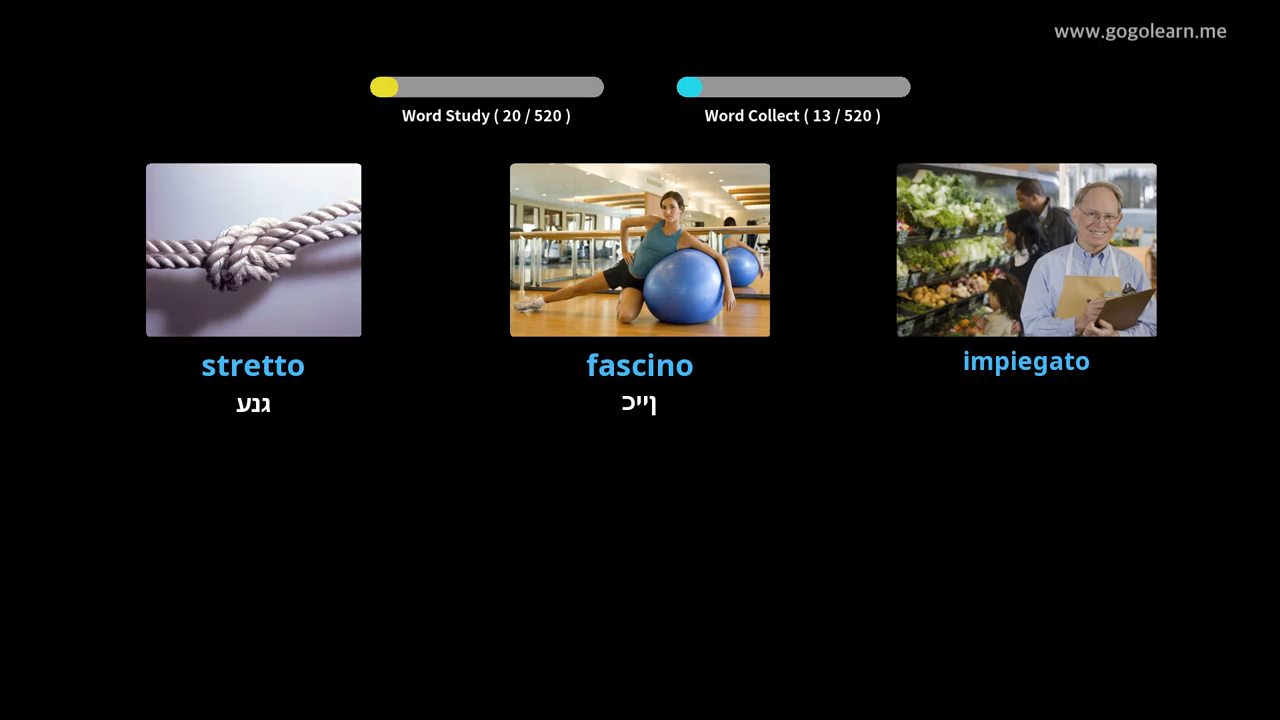 www.gogolearn.me
Word Study ( 20 / 520 )
Word Collect ( 13 / 520 )
stretto
גנע
fascino
ןייכ
impiegato